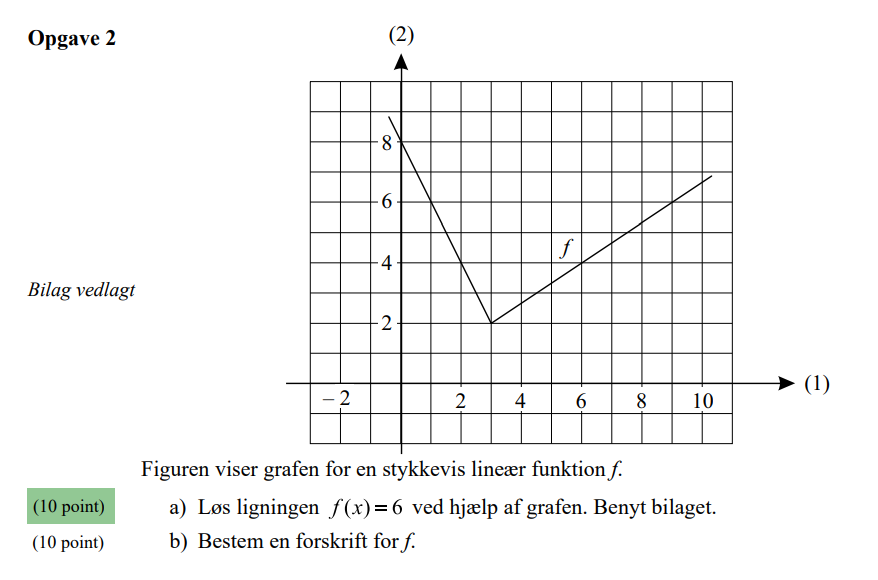 Opgave 2
(2)
8
6
f
4
Bilag vedlagt
2
(1)
– 2 2 4 6 8 10
Figuren viser grafen for en stykkevis lineær funktion f.
(10 point) a) Løs ligningen f(x)=6 ved hjælp af grafen. Benyt bilaget.
(10 point) b) Bestem en forskrift for f.